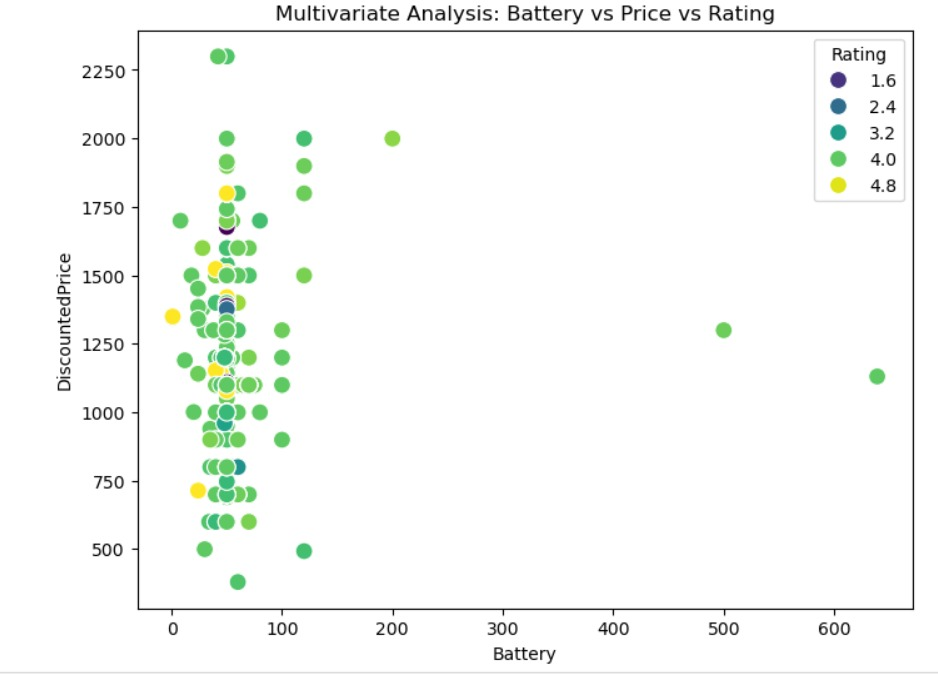 Multivariate Analysis: Battery vs Price vs Rating
Rating
1.6
2.4
3.2
4.0
4.8
DiscountedPrice
2250
2000
1750
1500
1250
1000
750
500
0 100 200 300 400 500 600
Battery